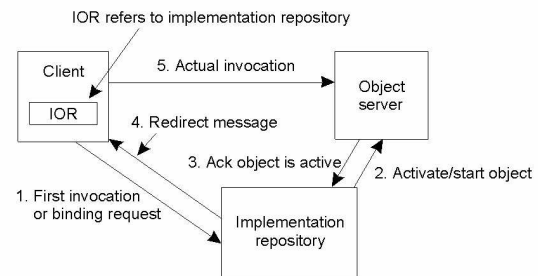 IOR refers to implementation repository
Client
IOR
5. Actual invocation
Object
server
4. Redirect message
3. Ack object is active
2. Activate/start object
1. First invocation
or binding request
Implementation
repository